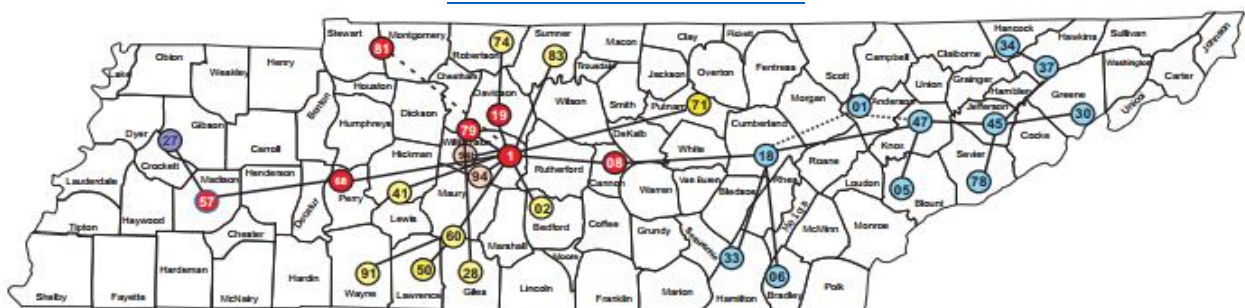 Stewart
Montgomery
Robertson
Sumner
Macon
Clay
Pickett
Hancock
Hawkins
Sullivan
Johnson
Lake
Obion
Weakley
Henry
Houston
Cheatham
Trousdale
Jackson
Overton
Fentress
Scott
Campbell
Claiborne
Union
Grainger
Hamblen
Washington
Carter
Unicoi
Greene
Dyer
Gibson
Benton
Humphreys
Dickson
Davidson
Wilson
Smith
Putnam
Cumberland
Morgan
Anderson
Jefferson
Cocke
Crockett
Carroll
Hickman
Rutherford
DeKalb
White
Roane
Knox
Sevier
Lauderdale
Haywood
Madison
Henderson
Decatur
Perry
Lewis
Maury
Cannon
Warren
Van Buren
Bledsoe
Rhea
Meigs
Loudon
Blount
Tipton
Chester
Marshall
Bedford
Coffee
Grundy
Sequatchie
McMinn
Monroe
Shelby
Fayette
Hardeman
McNairy
Hardin
Wayne
Lawrence
Giles
Lincoln
Moore
Franklin
Marion
Hamilton
Bradley
Polk
81
74
83
34
37
27
79
19
71
01
47
45
30
57
68
94
1
08
18
05
78
41
02
60
91
50
28
33
06